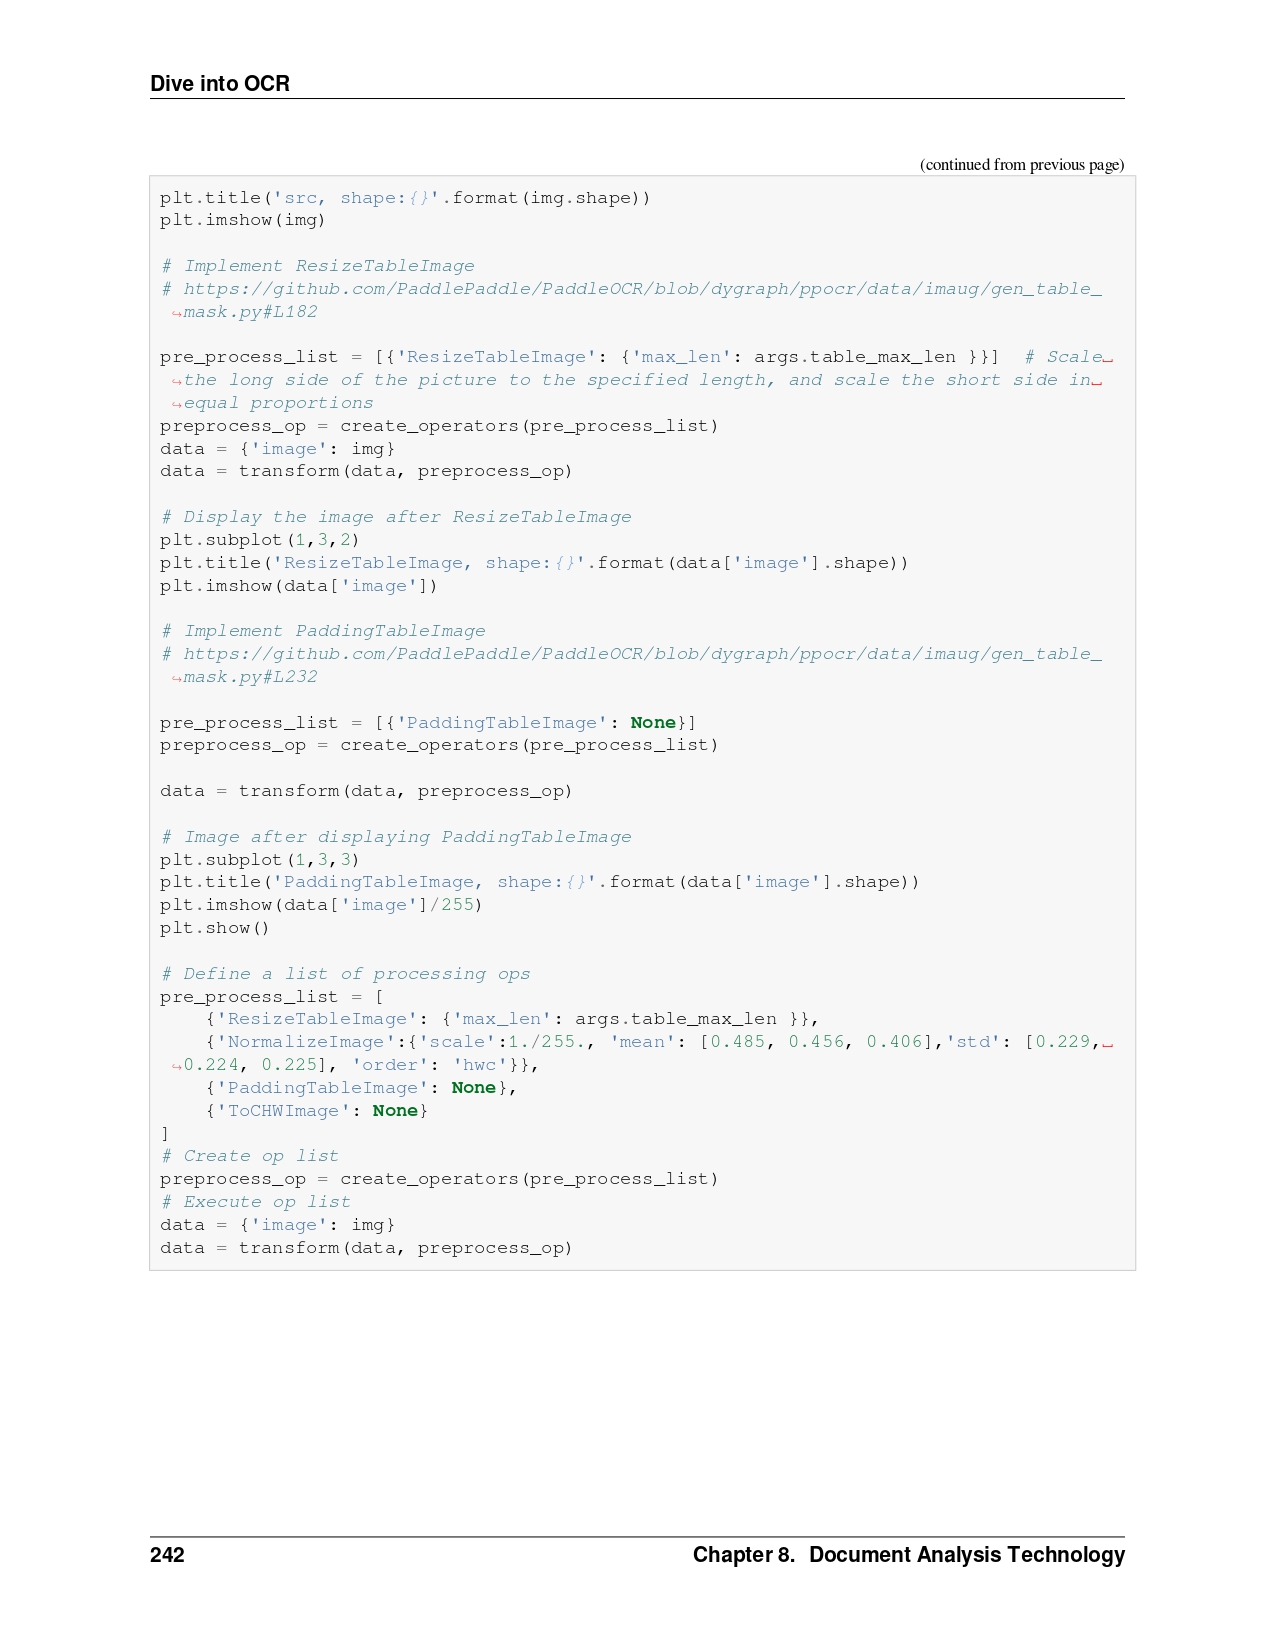 Dive into OCR
(continued from previous page)
plt.title('src, shape:{}'.format(img.shape))
plt.imshow(img)
# Implement ResizeTableImage
# https://github.com/PaddlePaddle/PaddleOCR/blob/dygraph/ppocr/data/imaug/gen_table_
↪mask.py#L182
pre_process_list = [{'ResizeTableImage': {'max_len': args.table_max_len }}]  # Scale␣
↪the long side of the picture to the specified length, and scale the short side in␣
↪equal proportions
preprocess_op = create_operators(pre_process_list)
data = {'image': img}
data = transform(data, preprocess_op)
# Display the image after ResizeTableImage
plt.subplot(1,3,2)
plt.title('ResizeTableImage, shape:{}'.format(data['image'].shape))
plt.imshow(data['image'])
# Implement PaddingTableImage
# https://github.com/PaddlePaddle/PaddleOCR/blob/dygraph/ppocr/data/imaug/gen_table_
↪mask.py#L232
pre_process_list = [{'PaddingTableImage': None}]
preprocess_op = create_operators(pre_process_list)
data = transform(data, preprocess_op)
# Image after displaying PaddingTableImage
plt.subplot(1,3,3)
plt.title('PaddingTableImage, shape:{}'.format(data['image'].shape))
plt.imshow(data['image']/255)
plt.show()
# Define a list of processing ops
pre_process_list = [
    {'ResizeTableImage': {'max_len': args.table_max_len }},
    {'NormalizeImage':{'scale':1./255., 'mean': [0.485, 0.456, 0.406],'std': [0.229,␣
↪0.224, 0.225], 'order': 'hwc'}},
    {'PaddingTableImage': None},
    {'ToCHWImage': None}
]
# Create op list
preprocess_op = create_operators(pre_process_list)
# Execute op list
data = {'image': img}
data = transform(data, preprocess_op)
242 Chapter 8. Document Analysis Technology